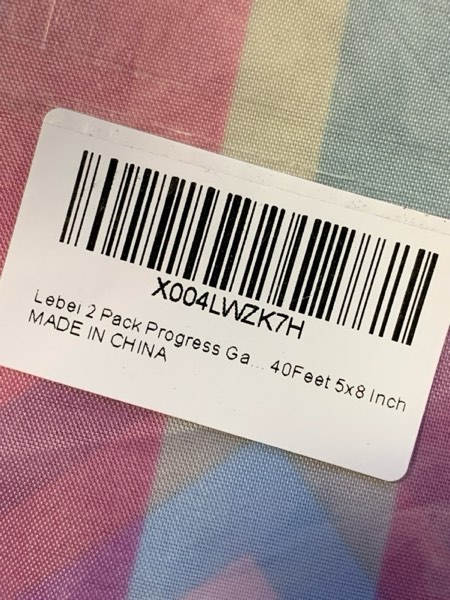 X004LWZK7H
Lebei 2 Pack Progress Ga... 40Feet 5x8 Inch
MADE IN CHINA